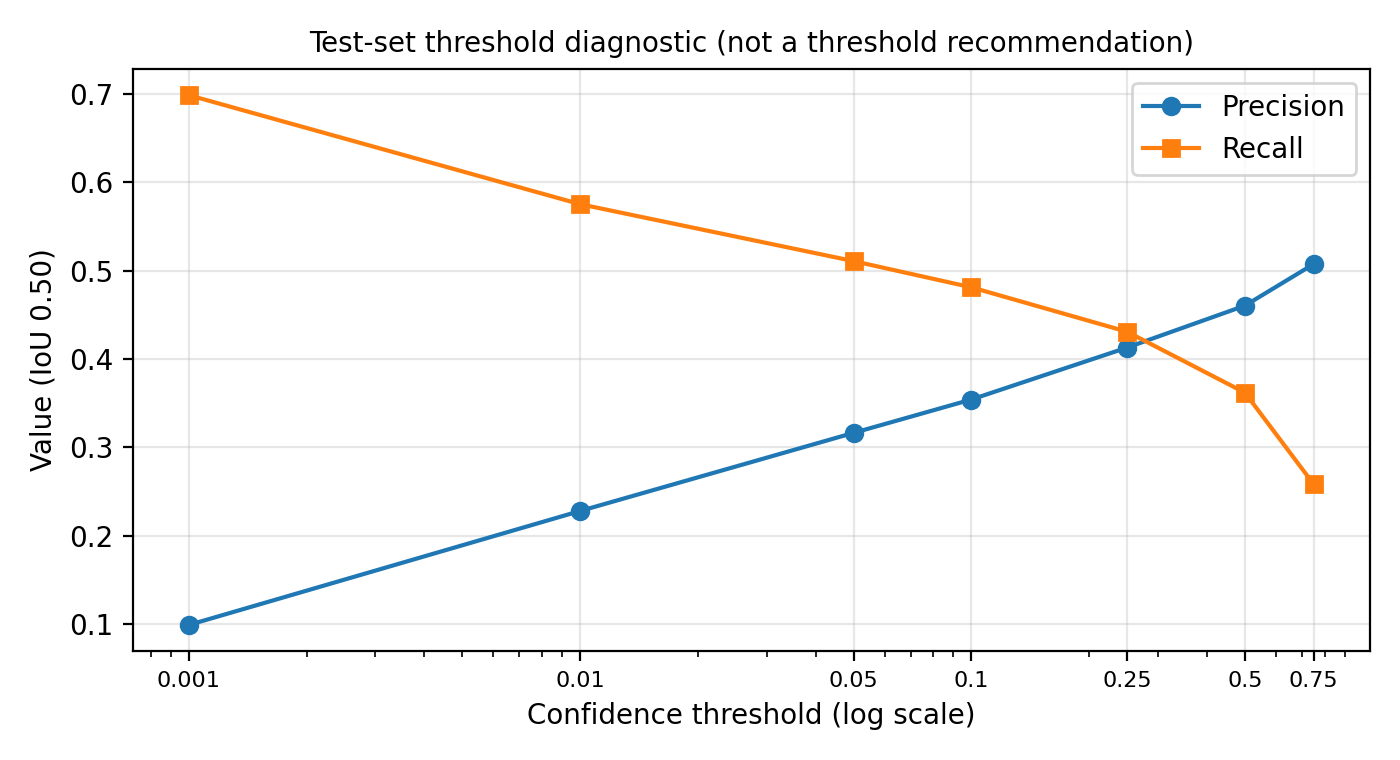 Test-set threshold diagnostic (not a threshold recommendation)
Precision
Recall
Value (IoU 0.50)
0.7
0.6
0.5
0.4
0.3
0.2
0.1
0.001 0.01 0.05 0.1 0.25 0.5 0.75
Confidence threshold (log scale)